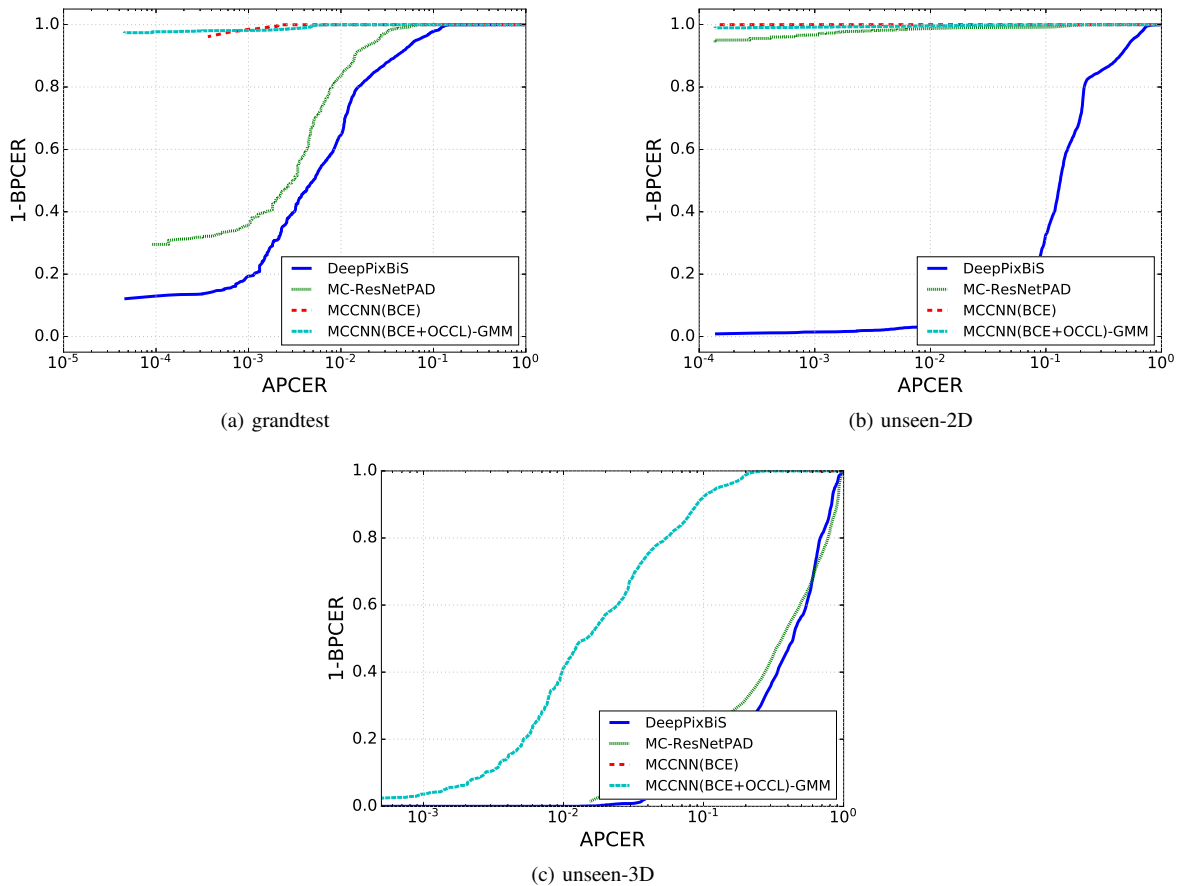 1.0
0.8
0.6
0.4
0.2
0.0
1-BPCER
10^-5
10^-4
10^-3
10^-2
10^-1
10^0
APCER
DeepPixBiS
MC-ResNetPAD
MCCNN(BCE)
MCCNN(BCE+OCCL)-GMM
(a) grandtest
1.0
0.8
0.6
0.4
0.2
0.0
1-BPCER
10^-4
10^-3
10^-2
10^-1
10^0
APCER
DeepPixBiS
MC-ResNetPAD
MCCNN(BCE)
MCCNN(BCE+OCCL)-GMM
(b) unseen-2D
1.0
0.8
0.6
0.4
0.2
0.0
1-BPCER
10^-3
10^-2
10^-1
10^0
APCER
DeepPixBiS
MC-ResNetPAD
MCCNN(BCE)
MCCNN(BCE+OCCL)-GMM
(c) unseen-3D